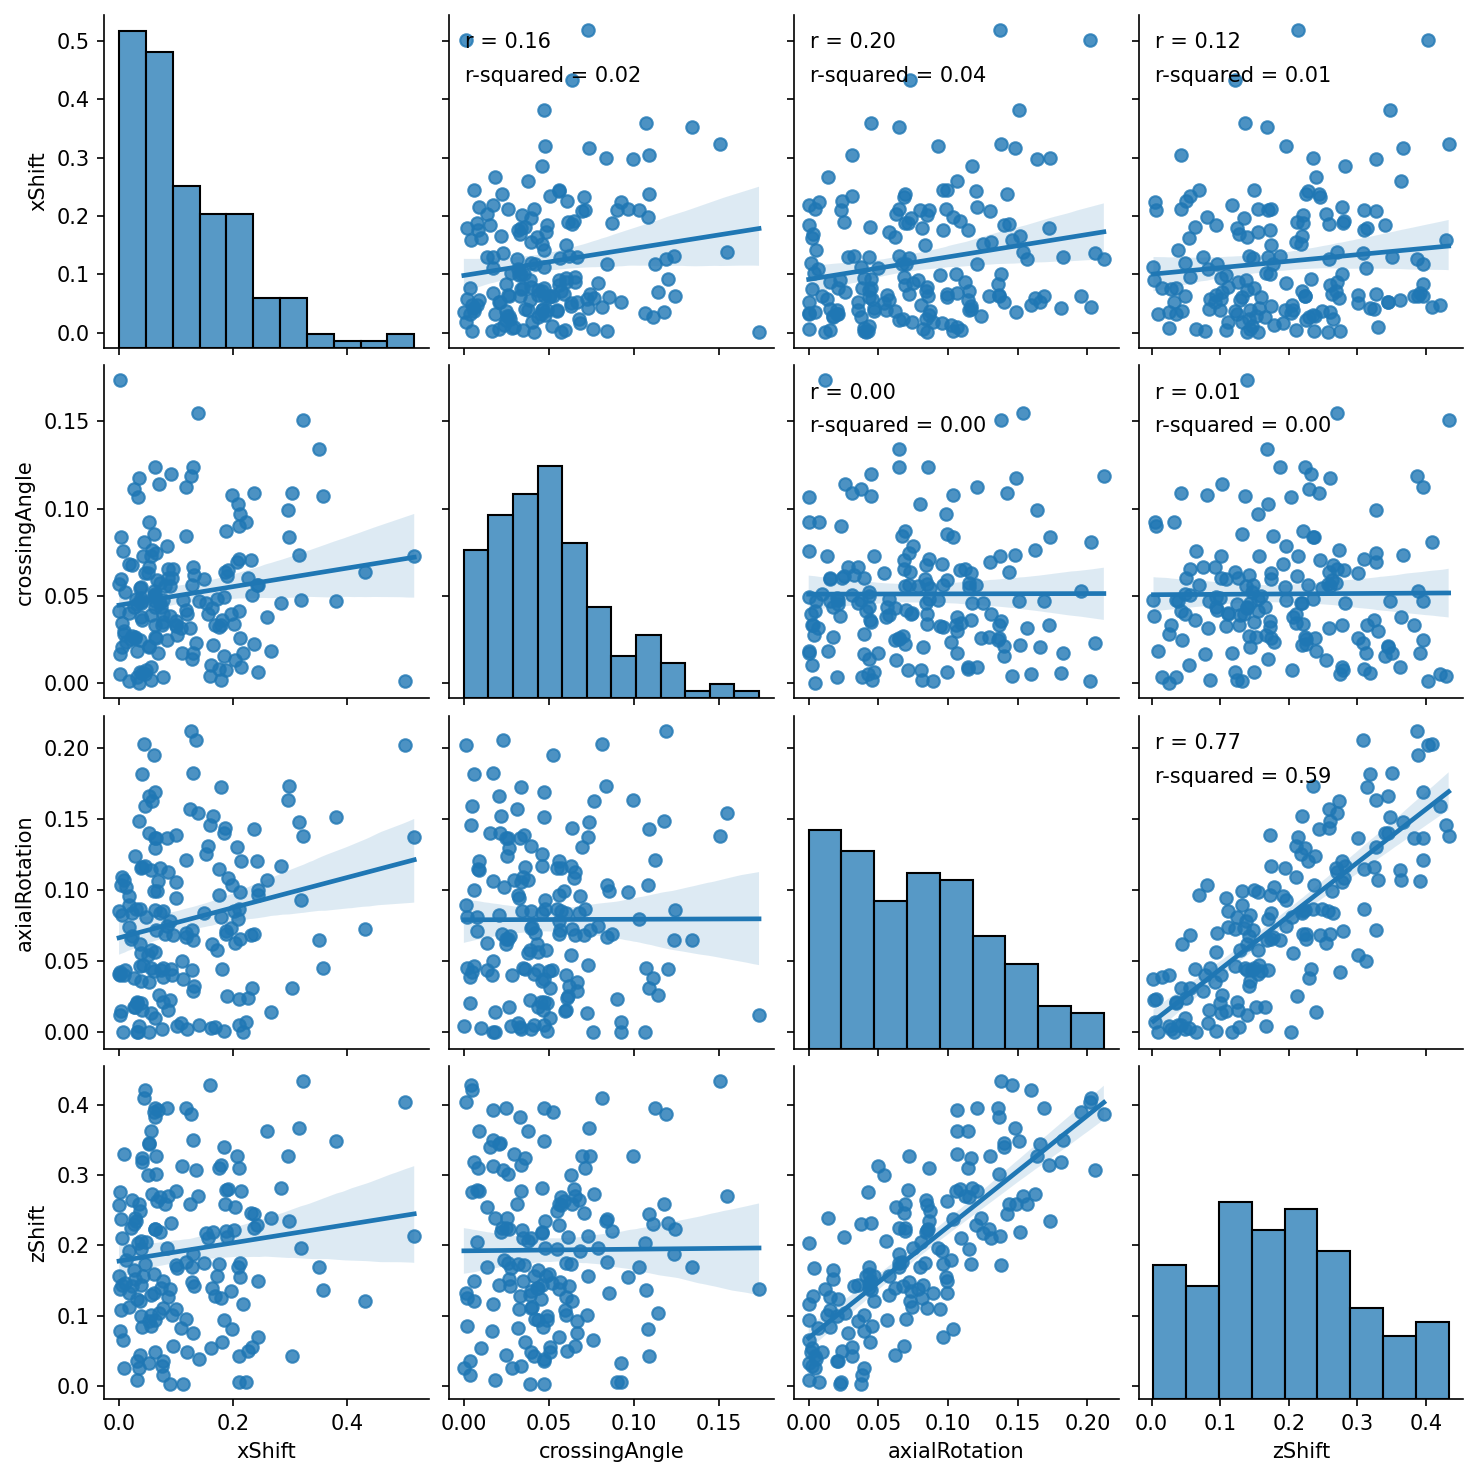 0.5
0.4
0.3
0.2
0.1
0.0
xShift
r = 0.16
r-squared = 0.02
r = 0.20
r-squared = 0.04
r = 0.12
r-squared = 0.01
0.15
0.10
0.05
0.00
crossingAngle
r = 0.00
r-squared = 0.00
r = 0.01
r-squared = 0.00
0.20
0.15
0.10
0.05
0.00
axialRotation
r = 0.77
r-squared = 0.59
0.4
0.3
0.2
0.1
0.0
zShift
0.0 0.2 0.4
xShift
0.00 0.05 0.10 0.15
crossingAngle
0.00 0.05 0.10 0.15 0.20
axialRotation
0.0 0.1 0.2 0.3 0.4
zShift